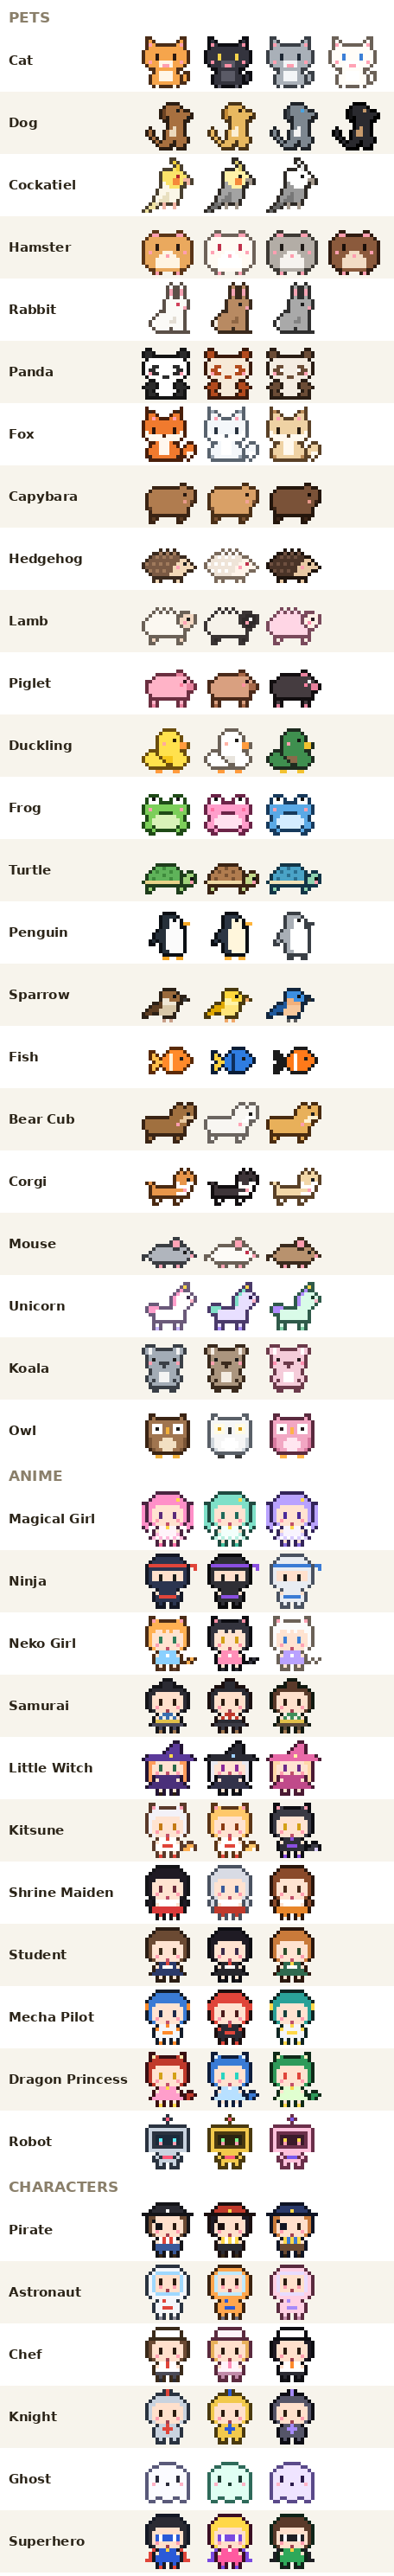 PETS
Cat
Dog
Cockatiel
Hamster
Rabbit
Panda
Fox
Capybara
Hedgehog
Lamb
Piglet
Duckling
Frog
Turtle
Penguin
Sparrow
Fish
Bear Cub
Corgi
Mouse
Unicorn
Koala
Owl
ANIME
Magical Girl
Ninja
Neko Girl
Samurai
Little Witch
Kitsune
Shrine Maiden
Student
Mecha Pilot
Dragon Princess
Robot
CHARACTERS
Pirate
Astronaut
Chef
Knight
Ghost
Superhero